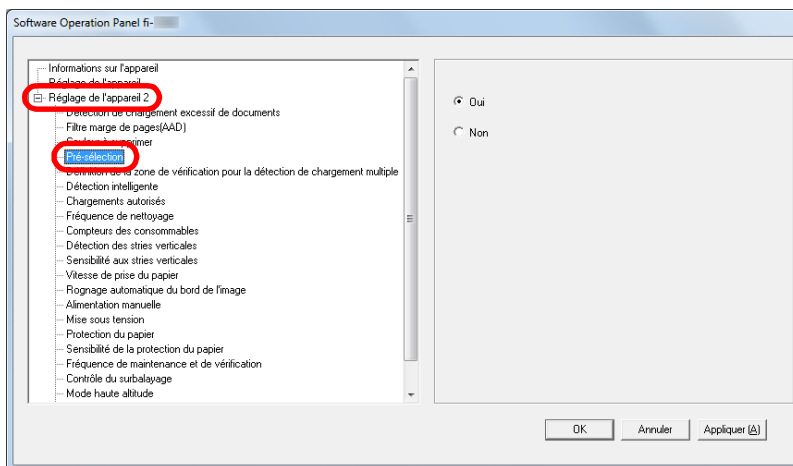 Software Operation Panel fi-
Informations sur l'appareil
Réglage de l'appareil
Réglage de l'appareil 2
Détection de chargement excessif de documents
Filtre marge de pages(AAD)
Couleur à supprimer
Pré-sélection
Définition de la zone de vérification pour la détection de chargement multiple
Détection intelligente
Chargements autorisés
Fréquence de nettoyage
Compteurs des consommables
Détection des stries verticales
Sensibilité aux stries verticales
Vitesse de prise du papier
Rognage automatique du bord de l'image
Alimentation manuelle
Mise sous tension
Protection du papier
Sensibilité de la protection du papier
Fréquence de maintenance et de vérification
Contrôle du surbalayage
Mode haute altitude
Oui
Non
OK
Annuler
Appliquer (A)